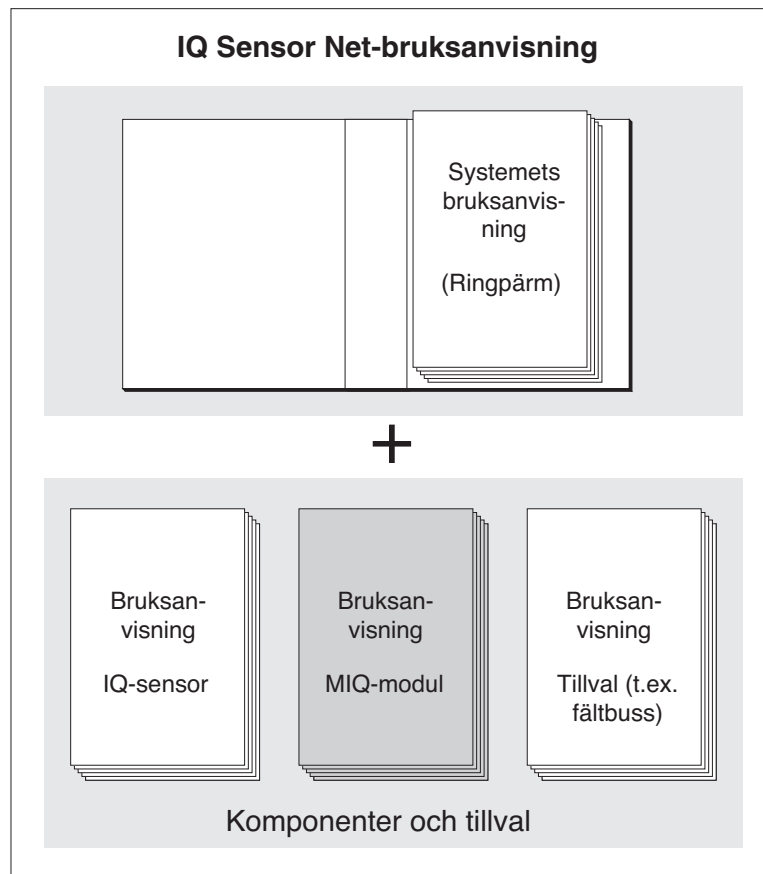 IQ Sensor Net-bruksanvisning
Systemets
bruksanvis-
ning
(Ringpärm)
+
Bruksan-
visning
IQ-sensor
Bruksan-
visning
MIQ-modul
Bruksan-
visning
Tillval (t.ex.
fältbuss)
Komponenter och tillval